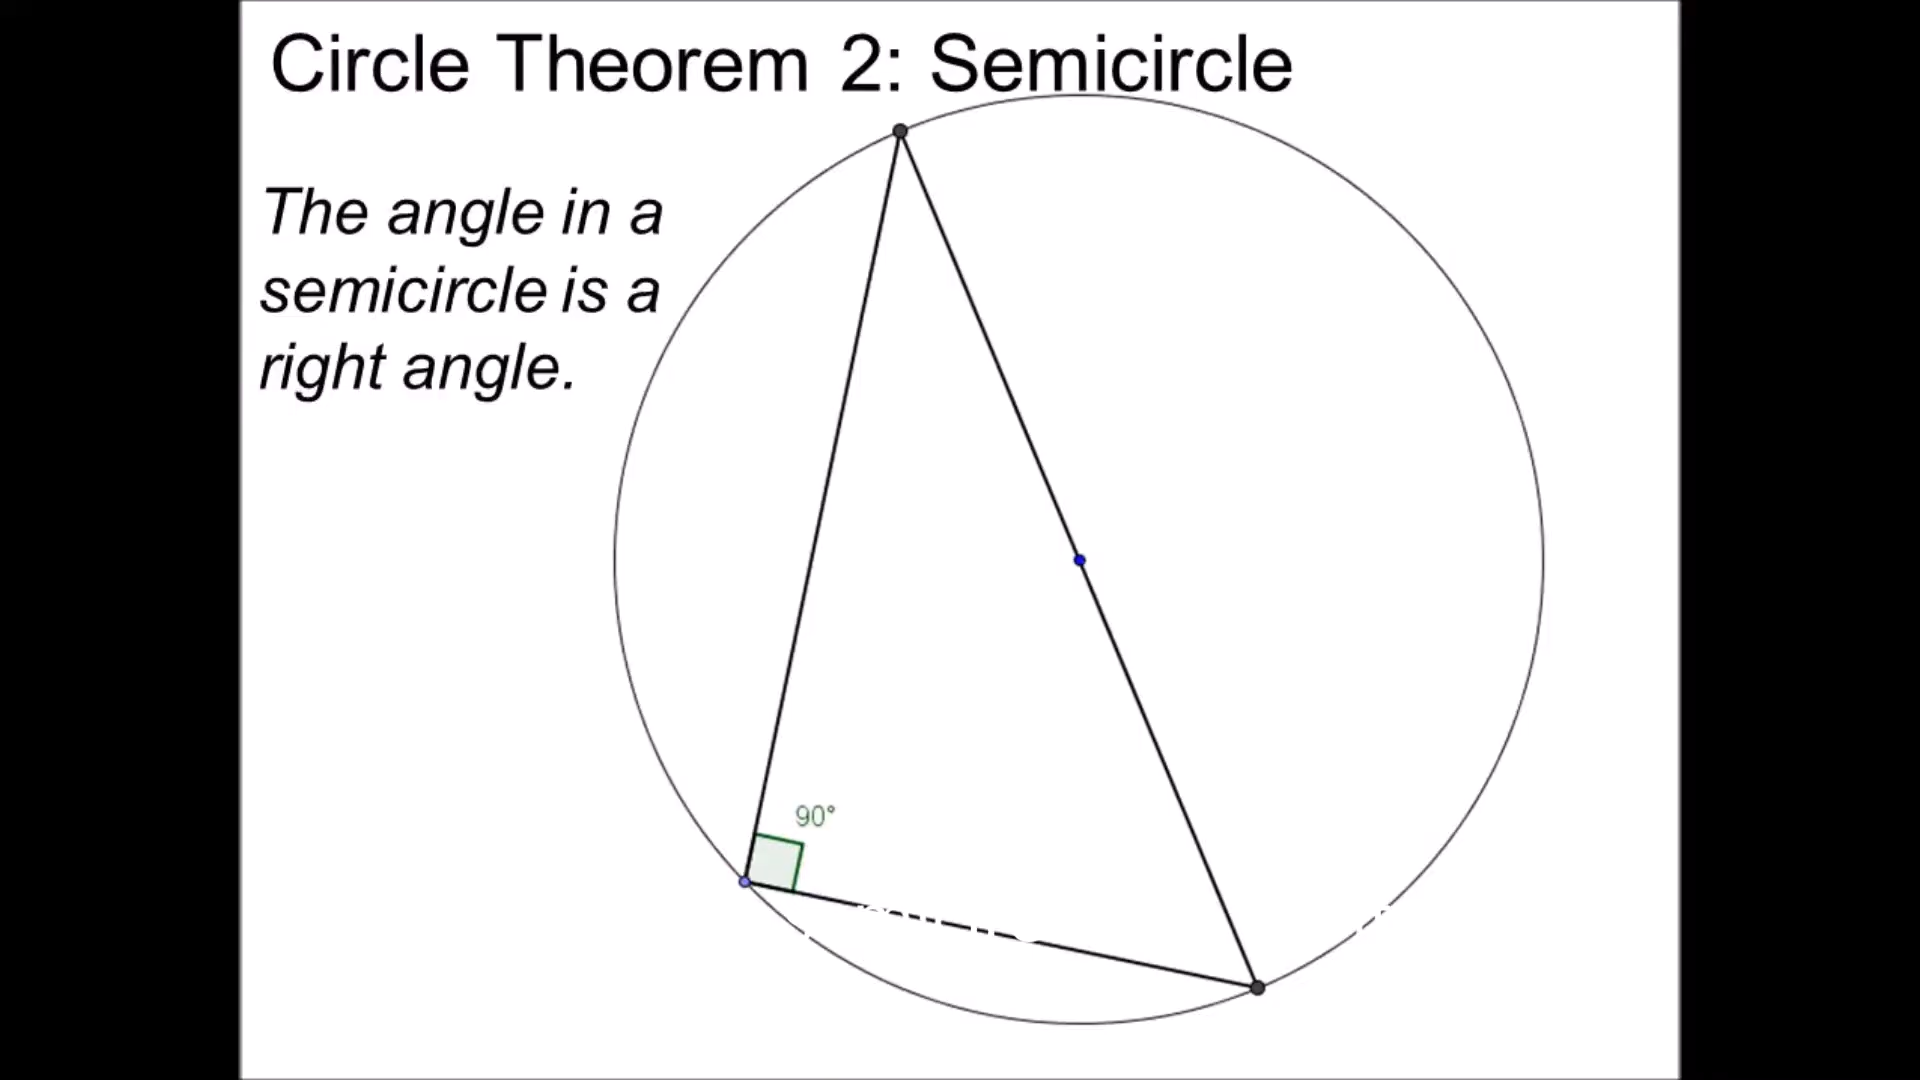 Circle Theorem 2: Semicircle
The angle in a
semicircle is a
right angle.
90°